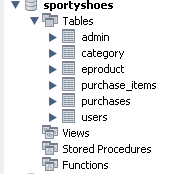 sportyshoes
Tables
admin
category
eproduct
purchase_items
purchases
users
Views
Stored Procedures
Functions